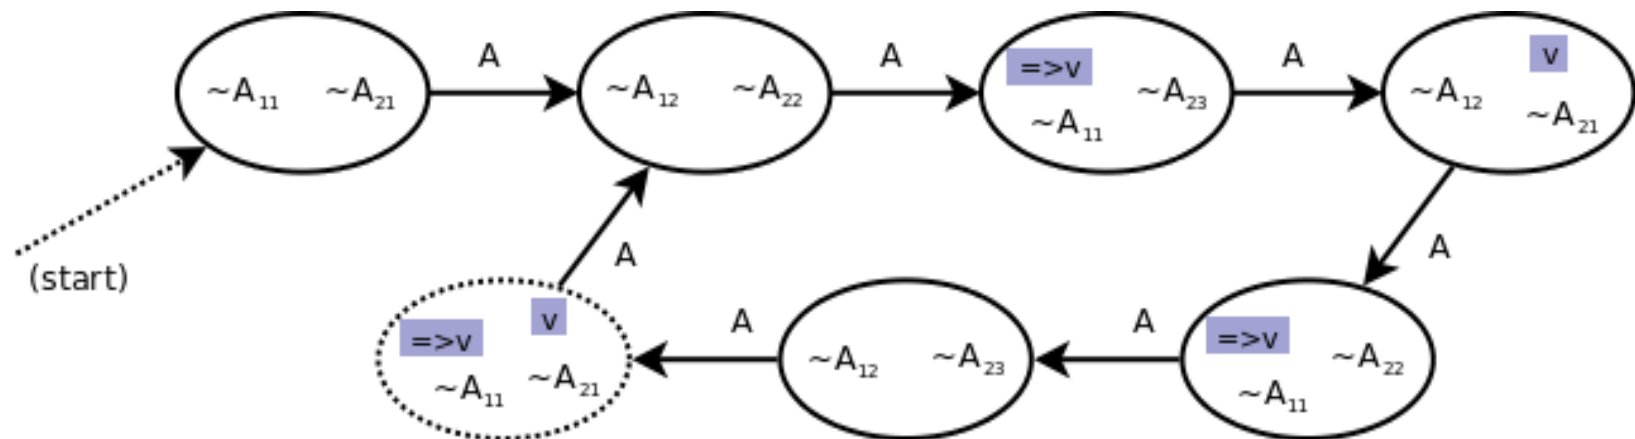 ~A₁₁ ~A₂₁
A
~A₁₂ ~A₂₂
A
=>v
~A₂₃
~A₁₁
A
v
~A₁₂
~A₂₁
(start)
A
A
v
=>v
~A₂₁
~A₁₁
A
~A₁₂ ~A₂₃
A
=>v
~A₂₂
~A₁₁